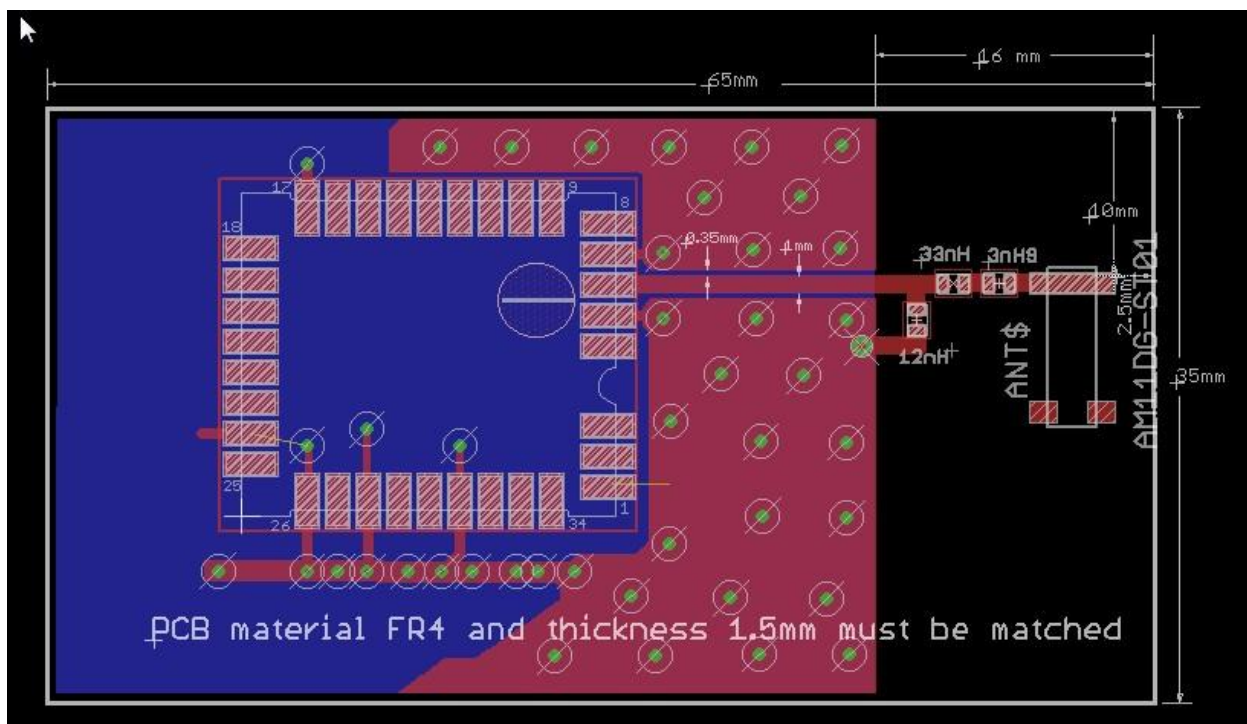 16 mm
65mm
17
9
8
18
10mm
0.35mm
1mm
33nH
3nH9
2.5mm
12nH
ANT$
AM11DG-ST01
35mm
25
1
26
34
PCB material FR4 and thickness 1.5mm must be matched